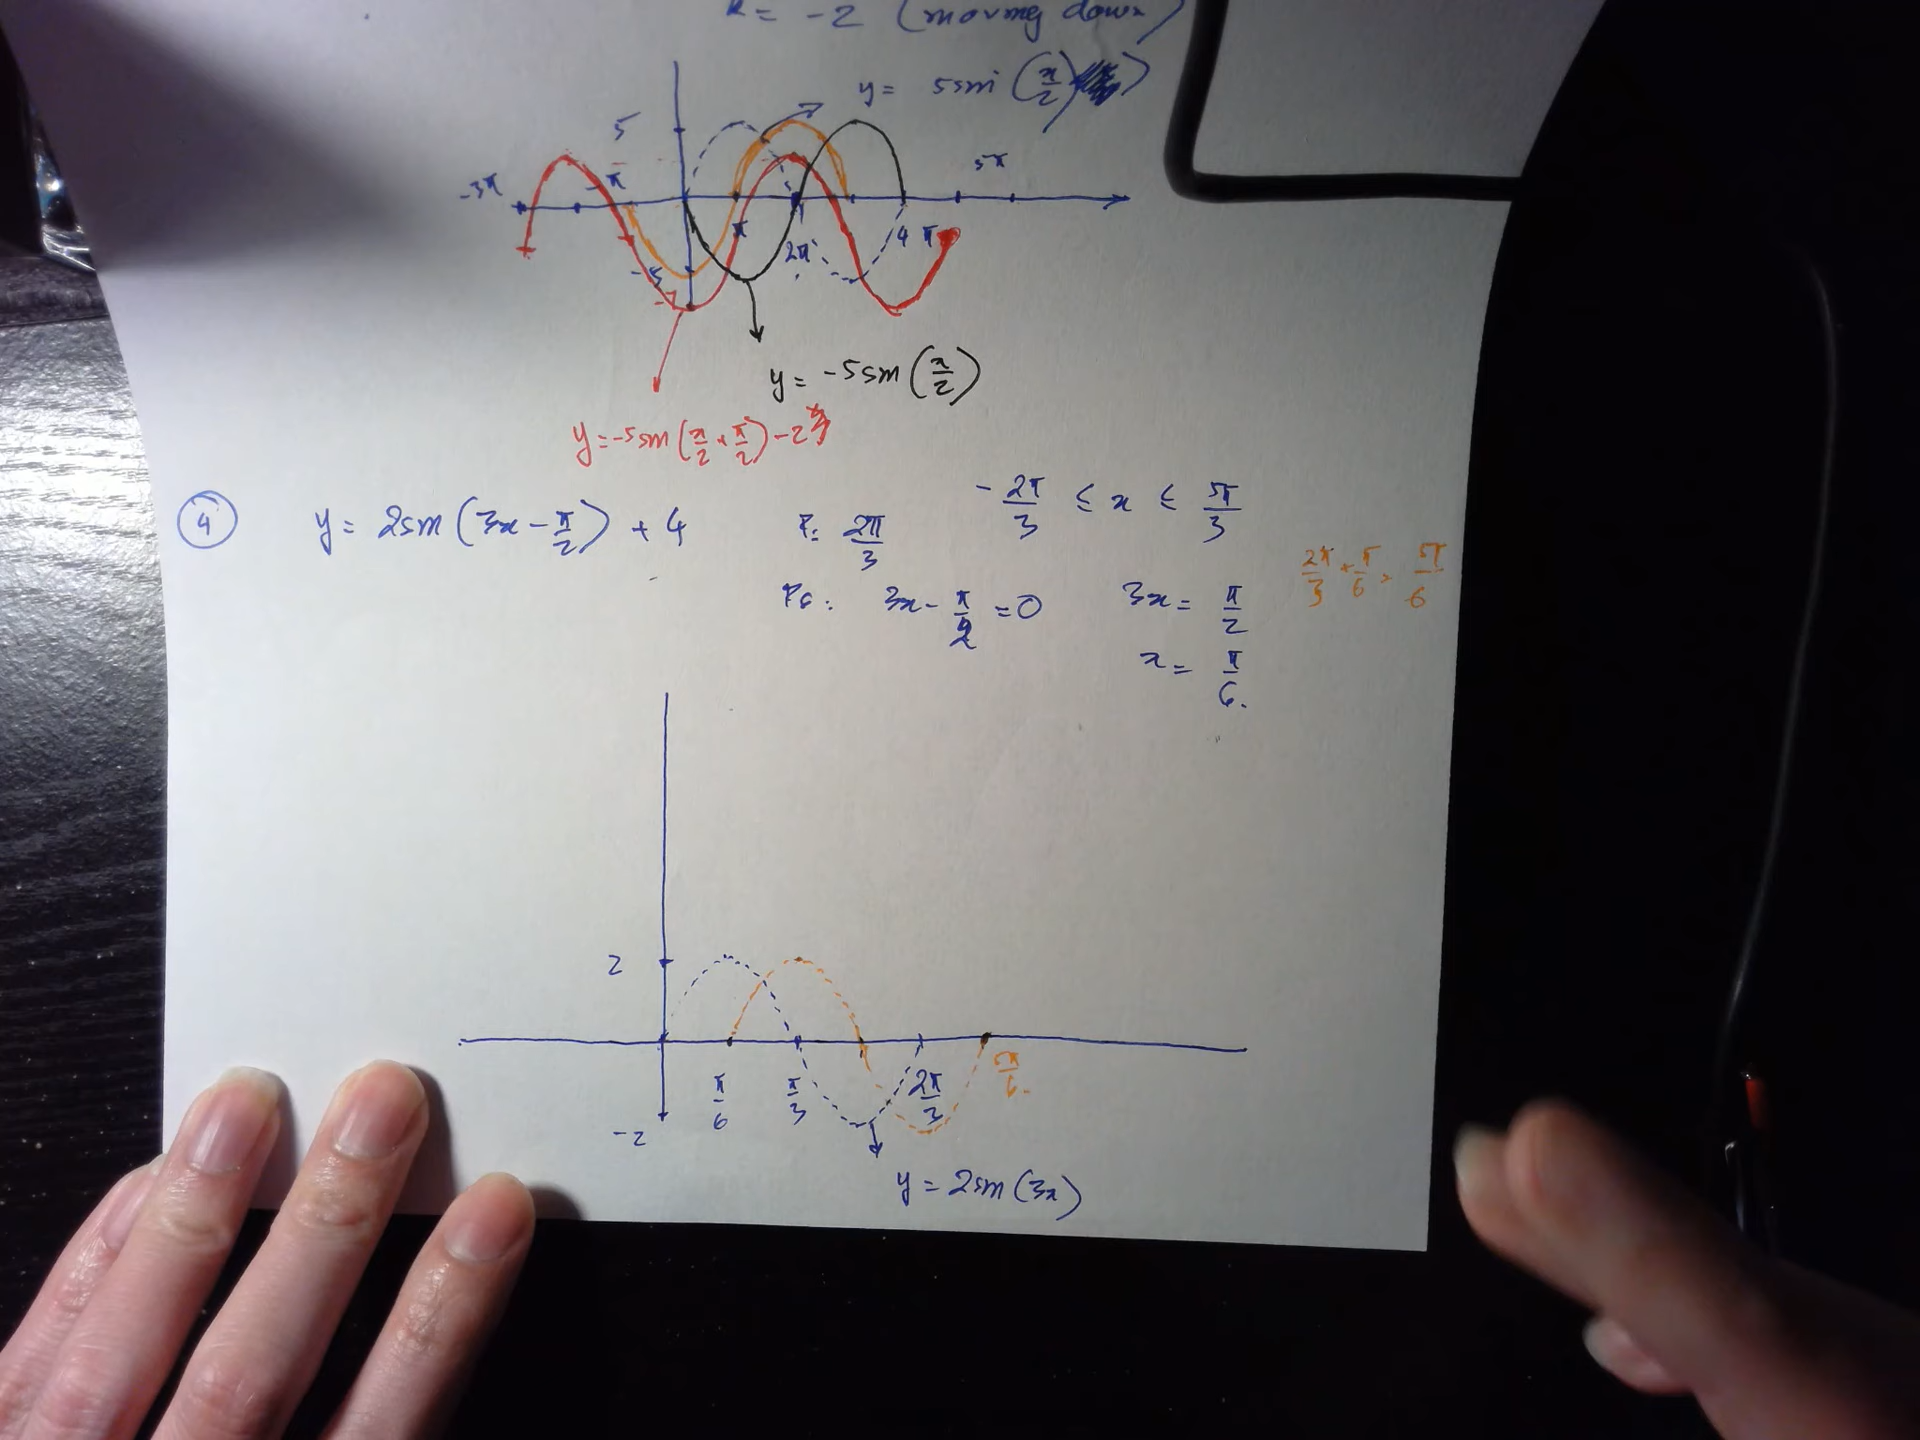 k = -2 (moving down)
y = 5sin (x/2)
5
-3π -π 5π
π 2π 4π
-5
-7
y = -5sin (x/2)
y = -5sin (x/2 + π/2) - 2
④ y = 2sin (3x - π/2) + 4 P: 2π/3 -2π/3 ≤ x ≤ 5π/3
2π/3 + π/6 = 5π/6
Ps: 3x - π/2 = 0 3x = π/2
x = π/6.
2
π/6 π/3 2π/3 5π/6.
-2
y = 2sin (3x)